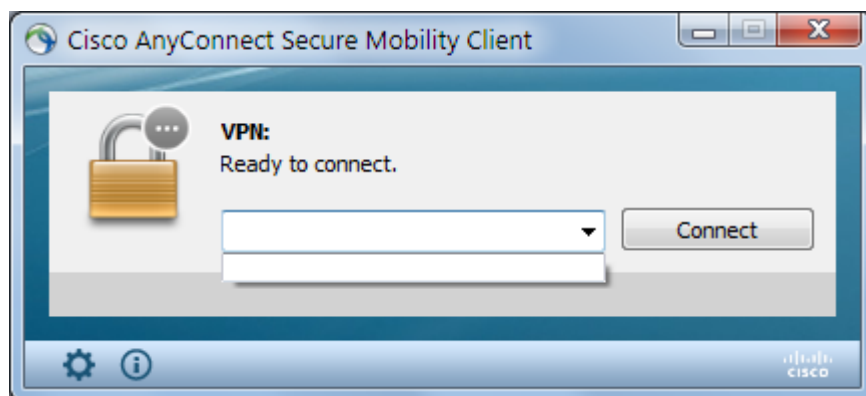 Cisco AnyConnect Secure Mobility Client
VPN:
Ready to connect.
Connect
CISCO